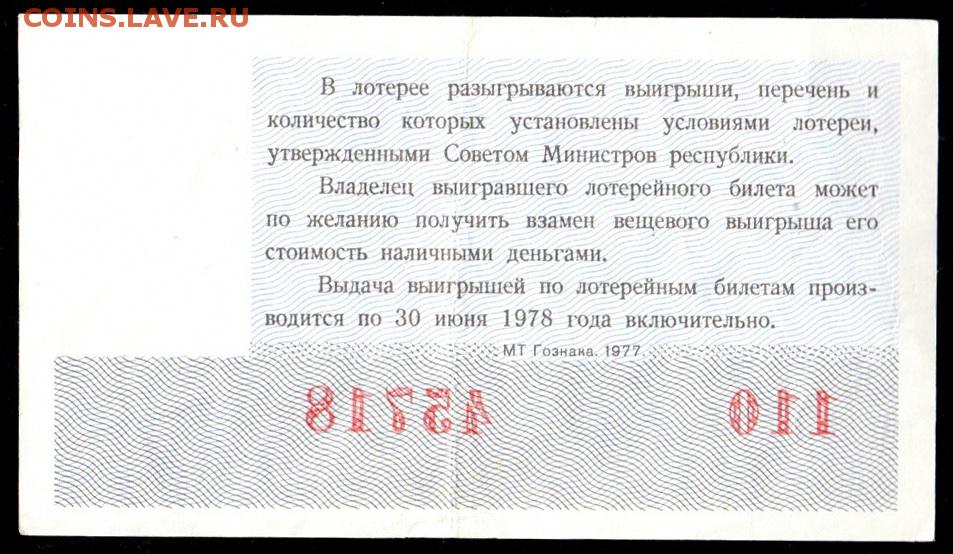 COINS.LAVE.RU
В лотерее разыгрываются выигрыши, перечень и
количество которых установлены условиями лотереи,
утвержденными Советом Министров республики.
Владелец выигравшего лотерейного билета может
по желанию получить взамен вещевого выигрыша его
стоимость наличными деньгами.
Выдача выигрышей по лотерейным билетам произ-
водится по 30 июня 1978 года включительно.
МТ Гознака. 1977.
110 45718